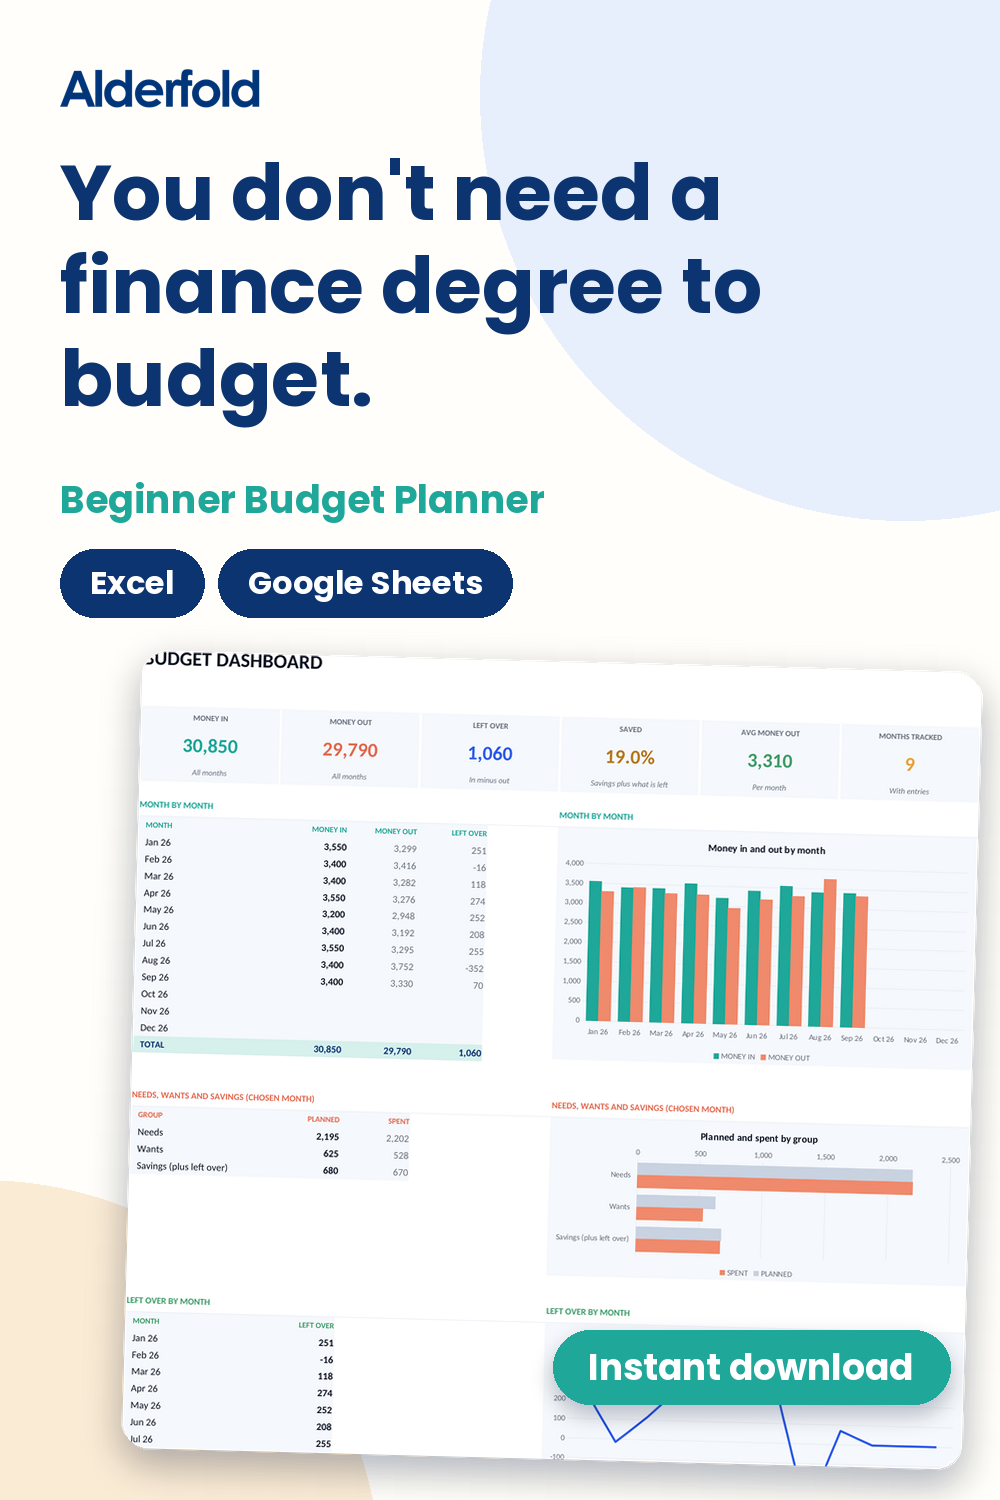 Alderfold
You don't need a
finance degree to
budget.
Beginner Budget Planner
Excel
Google Sheets
BUDGET DASHBOARD
MONEY IN
30,850
All months
MONEY OUT
29,790
All months
LEFT OVER
1,060
In minus out
SAVED
19.0%
Savings plus what is left
AVG MONEY OUT
3,310
Per month
MONTHS TRACKED
9
With entries
MONTH BY MONTH
MONTH MONEY IN MONEY OUT LEFT OVER
Jan 26 3,550 3,299 251
Feb 26 3,400 3,416 -16
Mar 26 3,400 3,282 118
Apr 26 3,550 3,276 274
May 26 3,200 2,948 252
Jun 26 3,400 3,192 208
Jul 26 3,550 3,295 255
Aug 26 3,400 3,752 -352
Sep 26 3,400 3,330 70
Oct 26
Nov 26
Dec 26
TOTAL 30,850 29,790 1,060
MONTH BY MONTH
Money in and out by month
4,000
3,500
3,000
2,500
2,000
1,500
1,000
500
0
Jan 26 Feb 26 Mar 26 Apr 26 May 26 Jun 26 Jul 26 Aug 26 Sep 26 Oct 26 Nov 26 Dec 26
MONEY IN MONEY OUT
NEEDS, WANTS AND SAVINGS (CHOSEN MONTH)
GROUP PLANNED SPENT
Needs 2,195 2,202
Wants 625 528
Savings (plus left over) 680 670
NEEDS, WANTS AND SAVINGS (CHOSEN MONTH)
Planned and spent by group
0 500 1,000 1,500 2,000 2,500
Needs
Wants
Savings (plus left over)
SPENT PLANNED
LEFT OVER BY MONTH
MONTH LEFT OVER
Jan 26 251
Feb 26 -16
Mar 26 118
Apr 26 274
May 26 252
Jun 26 208
Jul 26 255
LEFT OVER BY MONTH
Instant download
200
100
0
-100